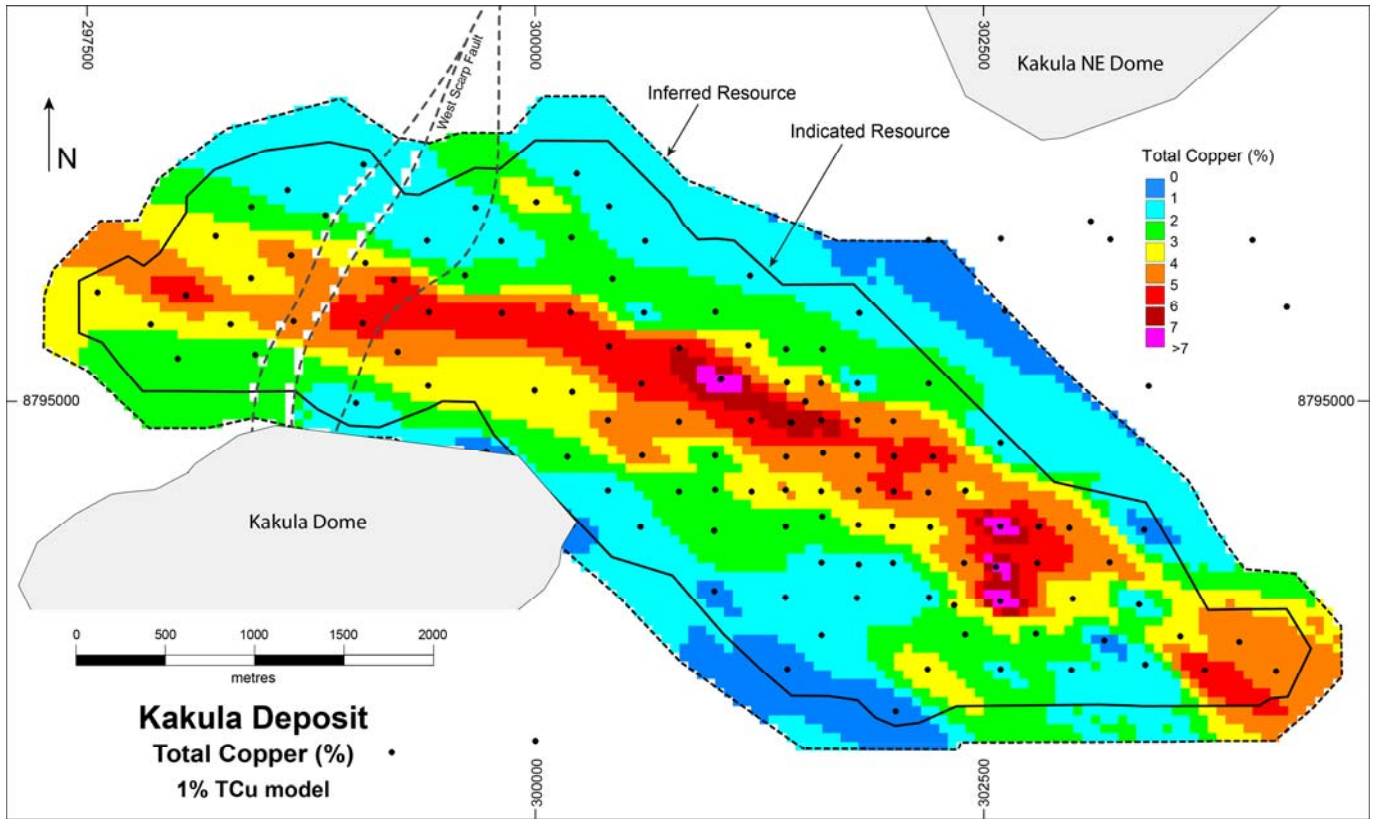 297500
300000
302500
West Scarp Fault
Kakula NE Dome
Inferred Resource
Indicated Resource
N
Total Copper (%)
0
1
2
3
4
5
6
7
>7
8795000
8795000
Kakula Dome
0 500 1000 1500 2000
metres
Kakula Deposit
Total Copper (%)
1% TCu model
300000
302500